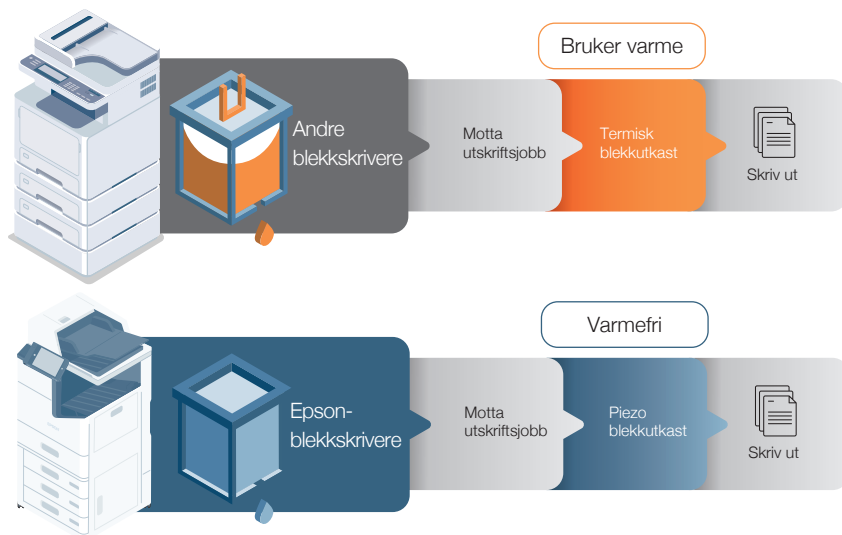 Bruker varme
Andre
blekkskrivere
Motta
utskriftsjobb
Termisk
blekkutkast
Skriv ut
Varmefri
Epson-
blekkskrivere
Motta
utskriftsjobb
Piezo
blekkutkast
Skriv ut